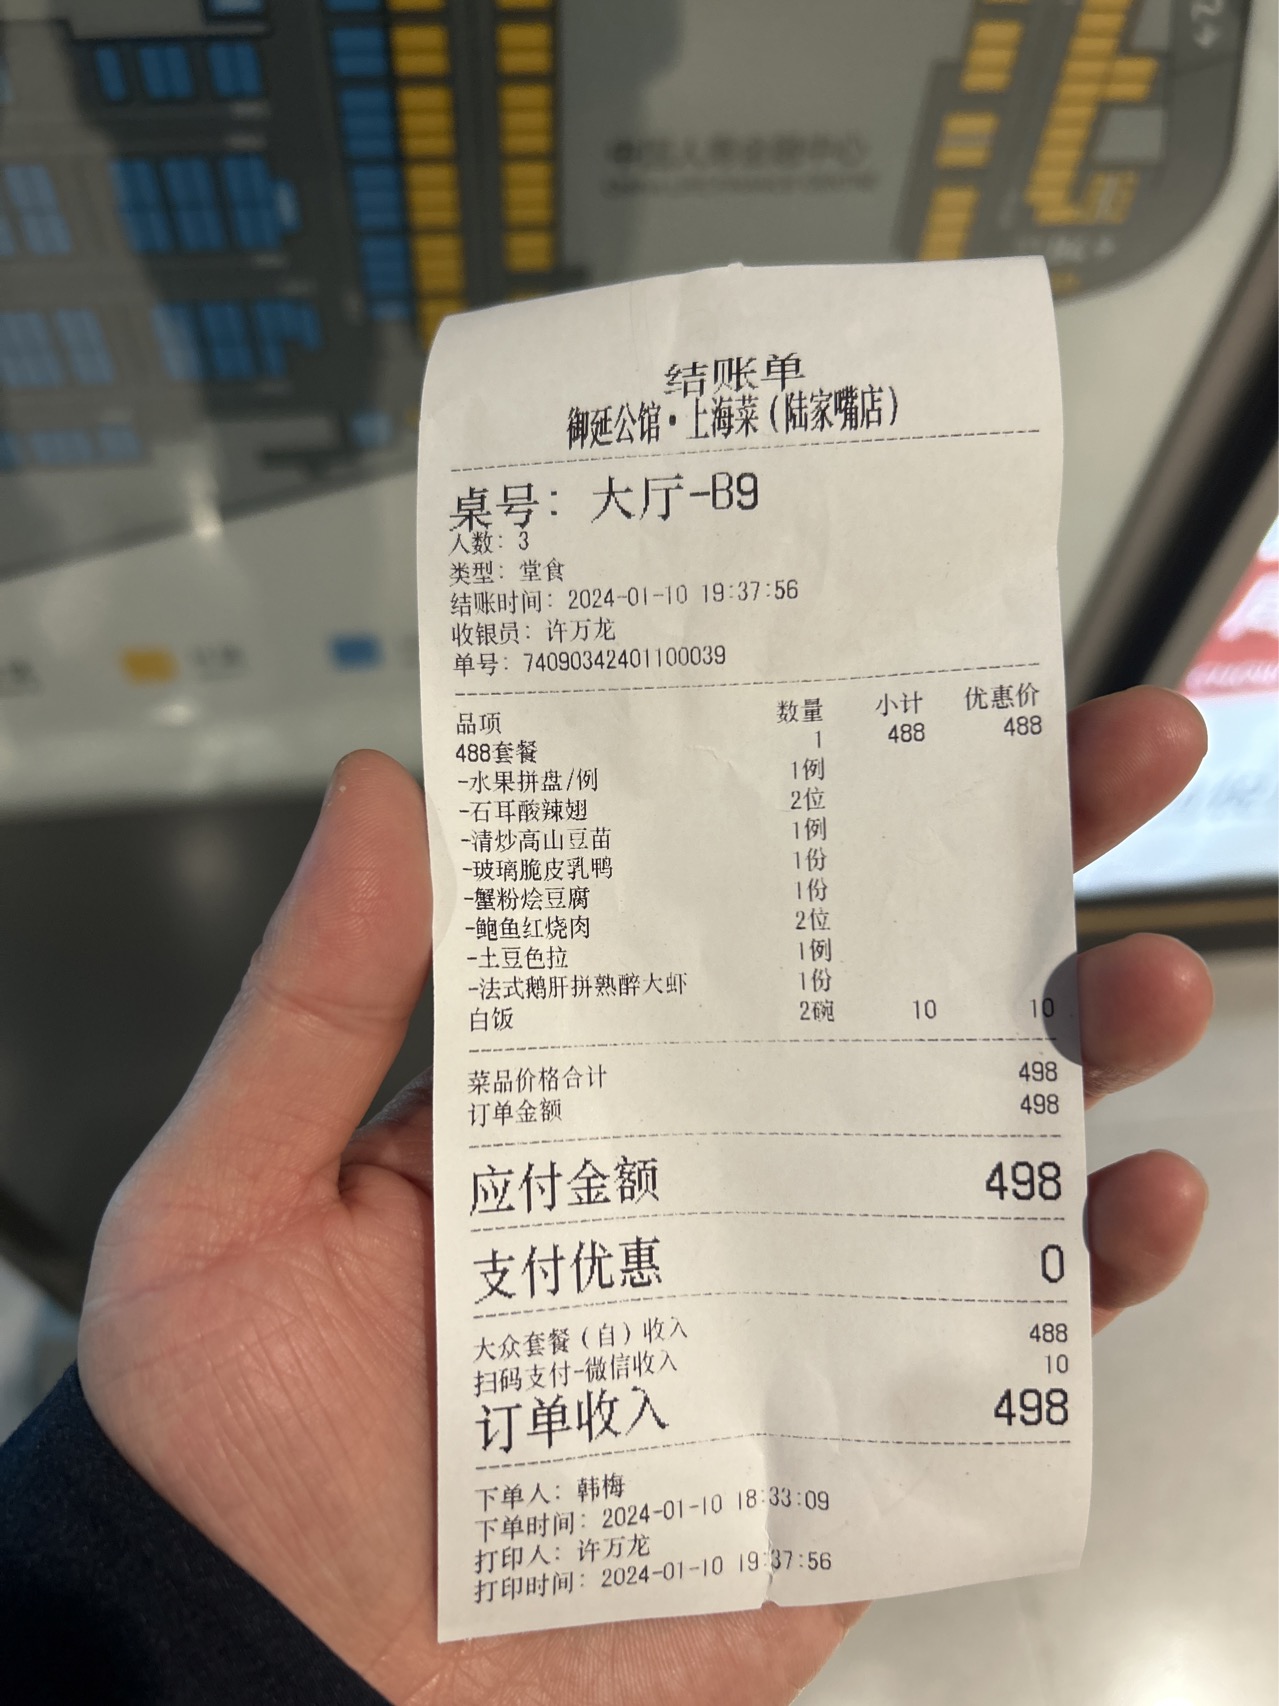 结账单
御延公馆·上海菜(陆家嘴店)
桌号: 大厅-B9
人数: 3
类型: 堂食
结账时间: 2024-01-10 19:37:56
收银员: 许万龙
单号: 74090342401100039
品项 数量 小计 优惠价
488套餐 1 488 488
-水果拼盘/例 1例
-石耳酸辣翅 2位
-清炒高山豆苗 1例
-玻璃脆皮乳鸭 1份
-蟹粉烩豆腐 1份
-鲍鱼红烧肉 2位
-土豆色拉 1例
-法式鹅肝拼熟醉大虾 1份
白饭 2碗 10 10
菜品价格合计 498
订单金额 498
应付金额 498
支付优惠 0
大众套餐(自)收入 488
扫码支付-微信收入 10
订单收入 498
下单人: 韩梅
下单时间: 2024-01-10 18:33:09
打印人: 许万龙
打印时间: 2024-01-10 19:37:56